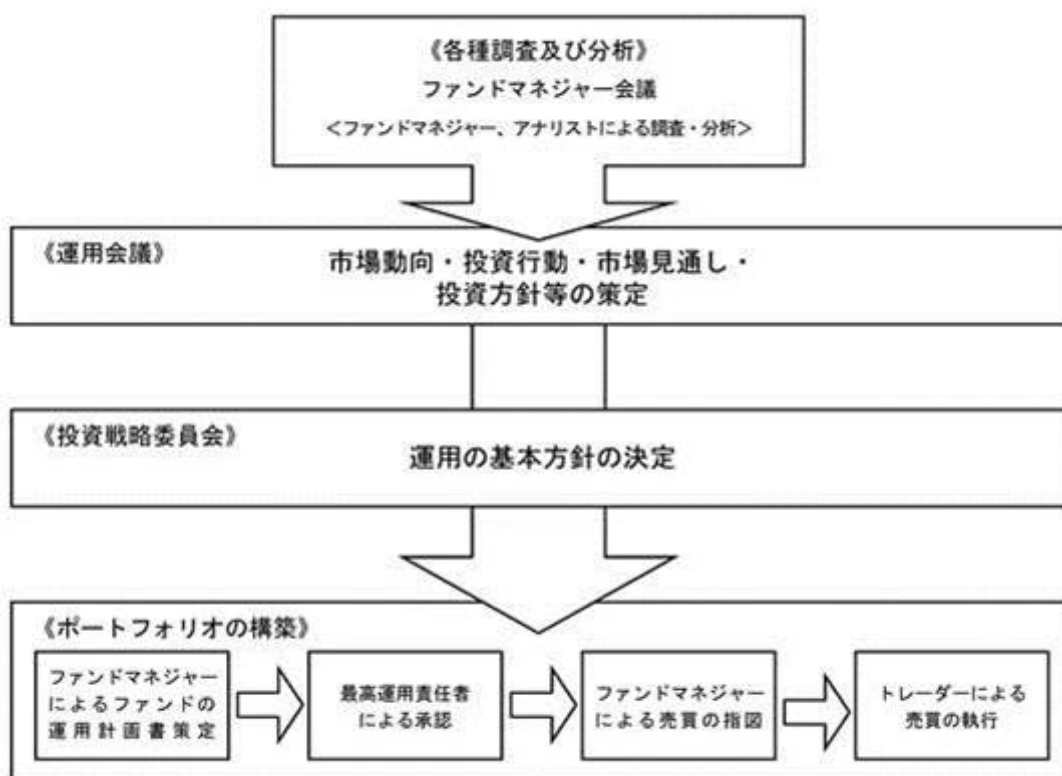 《各種調査及び分析》
ファンドマネジャー会議
＜ファンドマネジャー、アナリストによる調査・分析＞
《運用会議》
市場動向・投資行動・市場見通し・
投資方針等の策定
《投資戦略委員会》
運用の基本方針の決定
《ポートフォリオの構築》
ファンドマネジャー
によるファンドの
運用計画書策定
最高運用責任者
による承認
ファンドマネジャー
による売買の指図
トレーダーによる
売買の執行